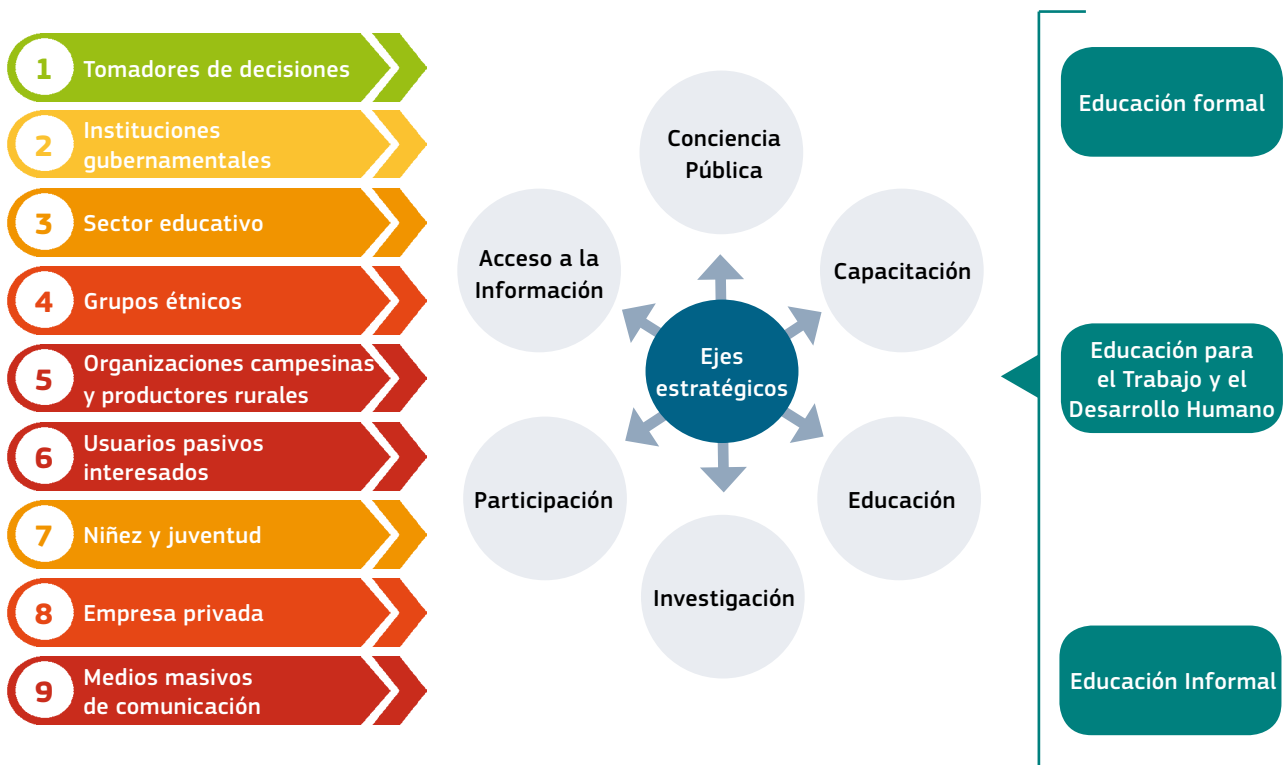 1
Tomadores de decisiones
2
Instituciones
gubernamentales
3
Sector educativo
4
Grupos étnicos
5
Organizaciones campesinas
y productores rurales
6
Usuarios pasivos
interesados
7
Niñez y juventud
8
Empresa privada
9
Medios masivos
de comunicación
Conciencia
Pública
Acceso a la
Información
Capacitación
Ejes
estratégicos
Participación
Educación
Investigación
Educación formal
Educación para
el Trabajo y el
Desarrollo Humano
Educación Informal